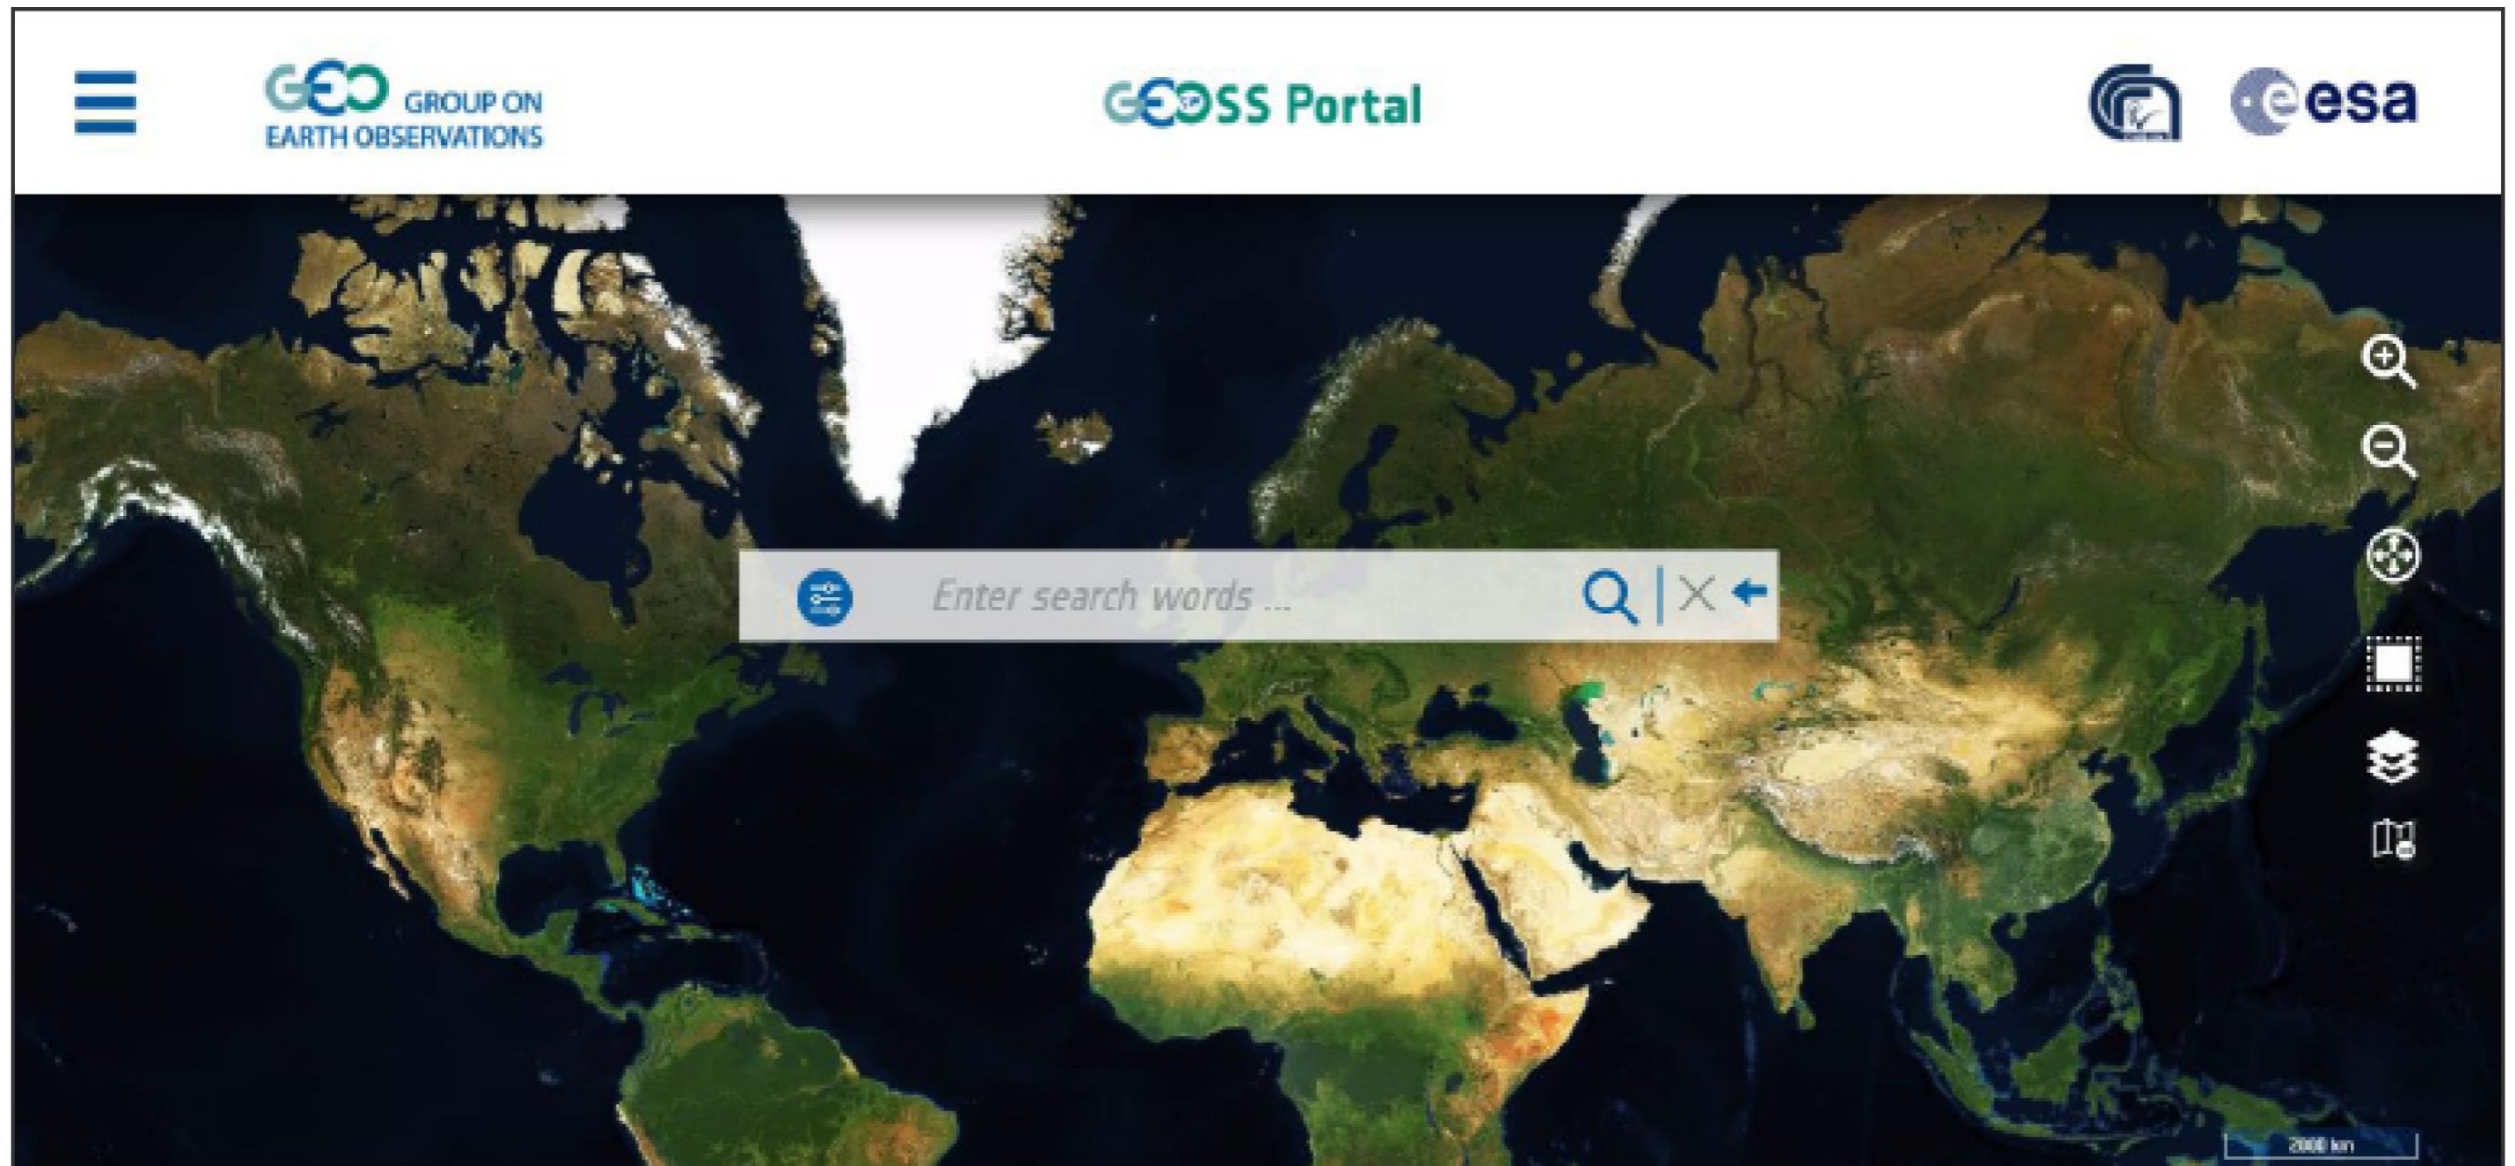 GEO GROUP ON
EARTH OBSERVATIONS
GEOSS Portal
esa
Enter search words ...
2000 km